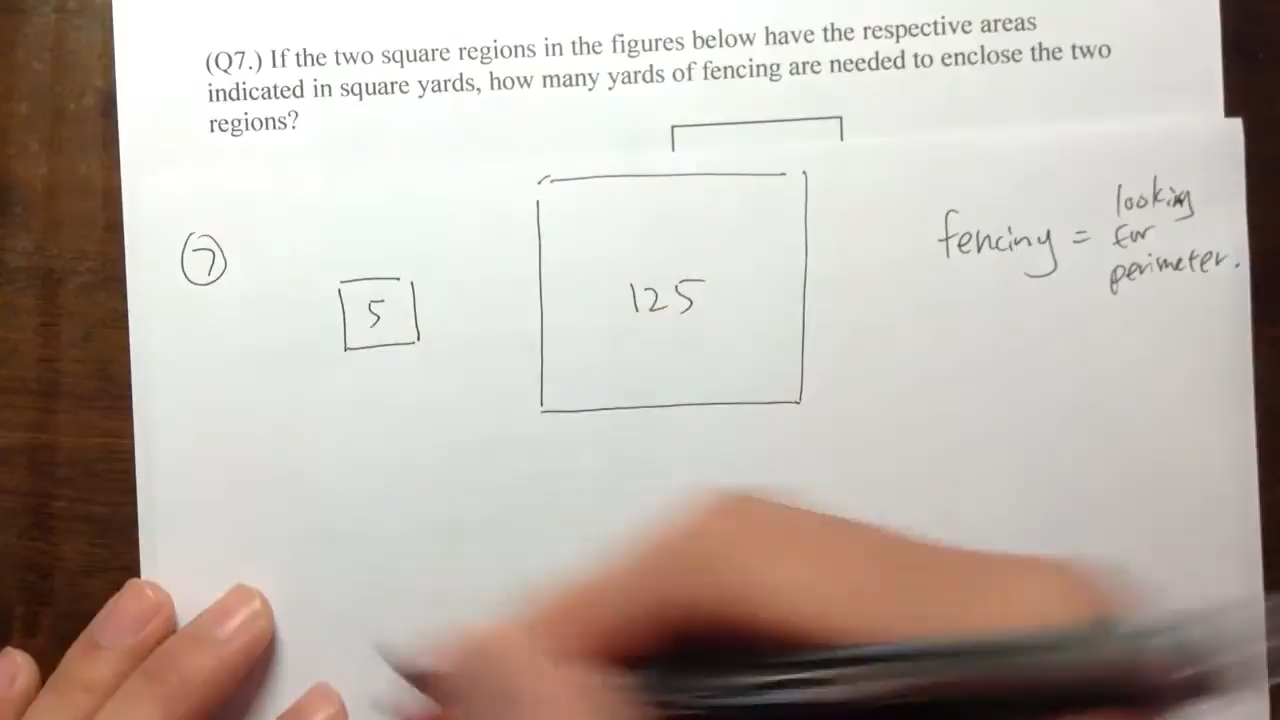 (Q7.) If the two square regions in the figures below have the respective areas
indicated in square yards, how many yards of fencing are needed to enclose the two
regions?
7
5
125
fencing = looking
for
perimeter.